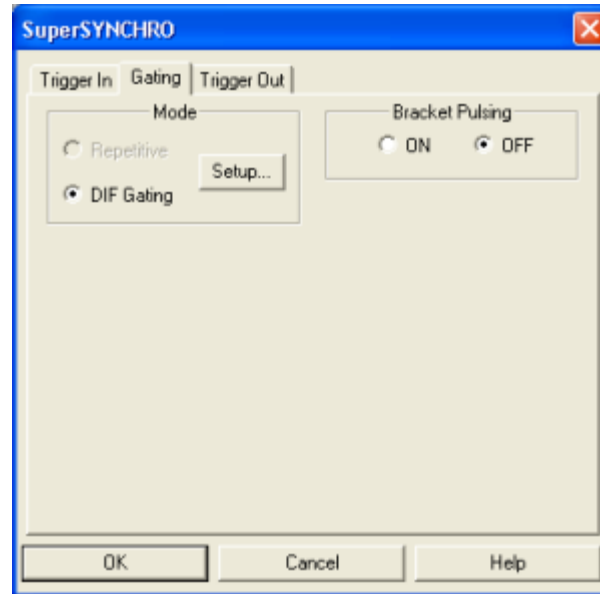 SuperSYNCHRO
Trigger In Gating Trigger Out
Mode
Repetitive
Setup...
DIF Gating
Bracket Pulsing
ON OFF
OK Cancel Help